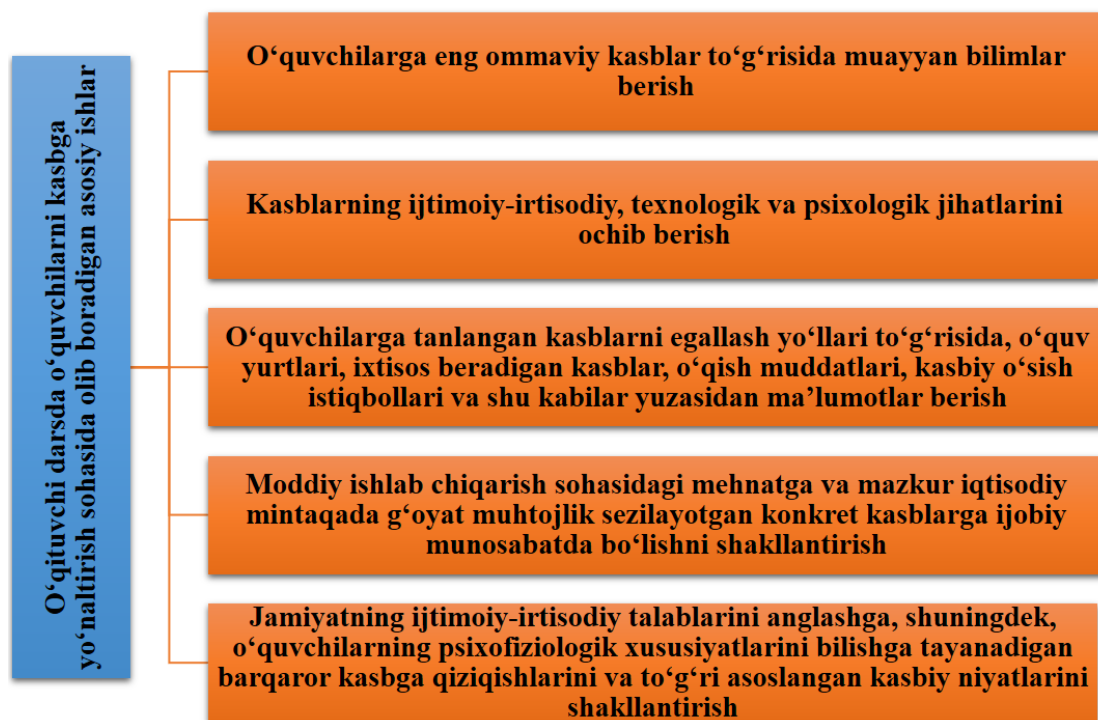 O‘qituvchi darsda o‘quvchilarni kasbga
yo‘naltirish sohasida olib boradigan asosiy ishlar
O‘quvchilarga eng ommaviy kasblar to‘g‘risida muayyan bilimlar
berish
Kasblarning ijtimoiy-irtisodiy, texnologik va psixologik jihatlarini
ochib berish
O‘quvchilarga tanlangan kasblarni egallash yo‘llari to‘g‘risida, o‘quv
yurtlari, ixtisos beradigan kasblar, o‘qish muddatlari, kasbiy o‘sish
istiqbollari va shu kabilar yuzasidan ma’lumotlar berish
Moddiy ishlab chiqarish sohasidagi mehnatga va mazkur iqtisodiy
mintaqada g‘oyat muhtojlik sezilayotgan konkret kasblarga ijobiy
munosabatda bo‘lishni shakllantirish
Jamiyatning ijtimoiy-irtisodiy talablarini anglashga, shuningdek,
o‘quvchilarning psixofiziologik xususiyatlarini bilishga tayanadigan
barqaror kasbga qiziqishlarini va to‘g‘ri asoslangan kasbiy niyatlarini
shakllantirish